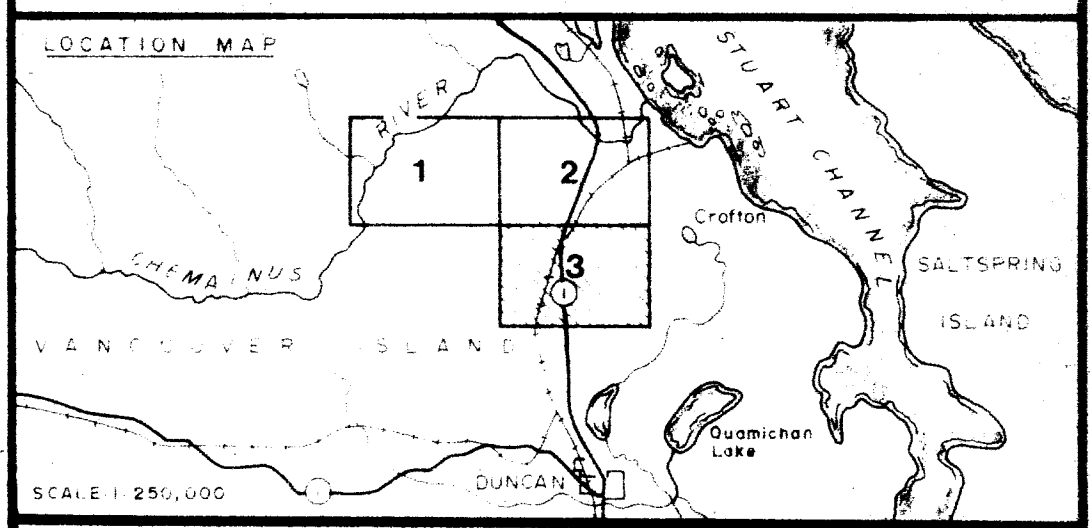 LOCATION MAP
STUART CHANNEL
RIVER
1
2
Crofton
3
CHEMAINUS
SALTSPRING
ISLAND
1
VANCOUVER ISLAND
Quamichan
Lake
DUNCAN
SCALE 1:250,000